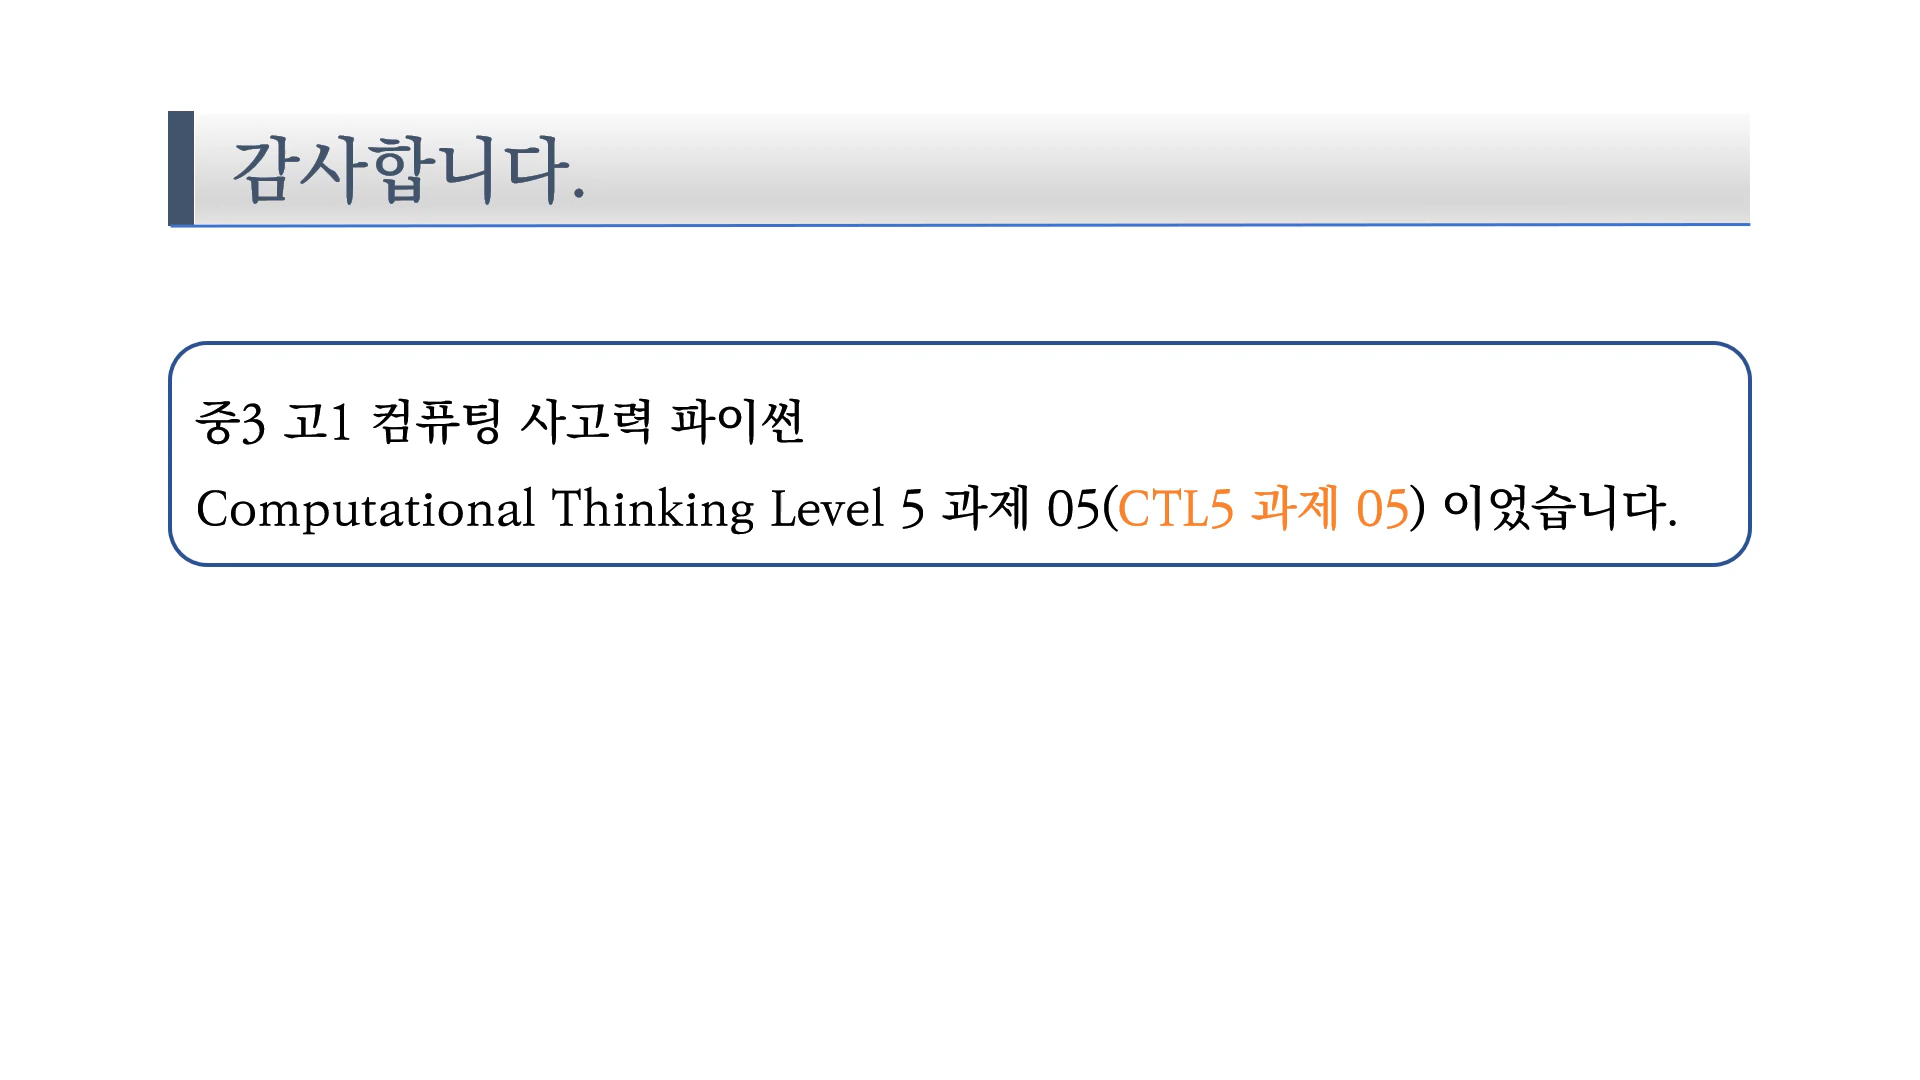 감사합니다.
중3 고1 컴퓨팅 사고력 파이썬
Computational Thinking Level 5 과제 05(CTL5 과제 05) 이었습니다.